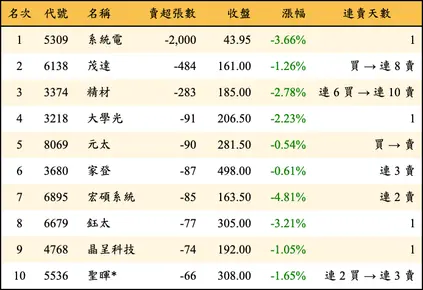 名次 代號 名稱 賣超張數 收盤 漲幅 連賣天數
1 5309 系統電 -2,000 43.95 -3.66% 1
2 6138 茂達 -484 161.00 -1.26% 買 → 連 8 賣
3 3374 精材 -283 185.00 -2.78% 連 6 買 → 連 10 賣
4 3218 大學光 -91 206.50 -2.23% 1
5 8069 元太 -90 281.50 -0.54% 買 → 賣
6 3680 家登 -87 498.00 -0.61% 連 3 賣
7 6895 宏碩系統 -85 163.50 -4.81% 連 2 賣
8 6679 鈺太 -77 305.00 -3.21% 1
9 4768 晶呈科技 -74 192.00 -1.05% 1
10 5536 聖暉* -66 308.00 -1.65% 連 2 買 → 連 3 賣